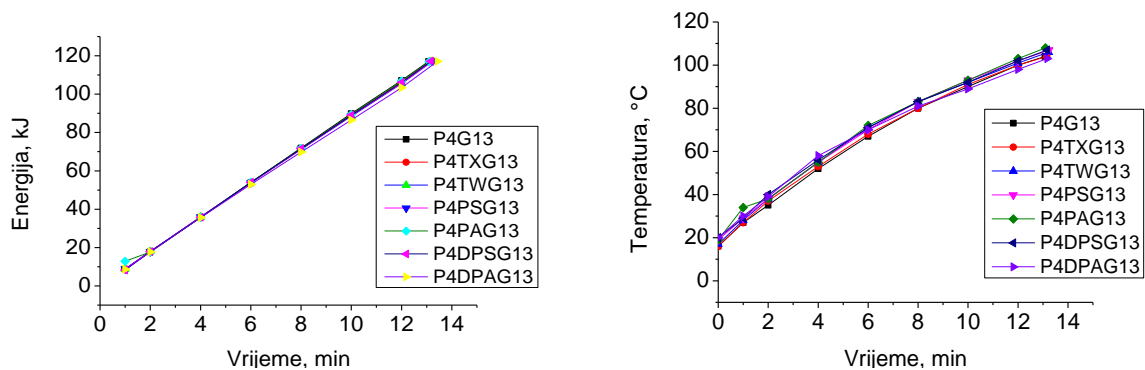 Energija, kJ
120
100
80
60
40
20
0
0 2 4 6 8 10 12 14
Vrijeme, min
P4G13
P4TXG13
P4TWG13
P4PSG13
P4PAG13
P4DPSG13
P4DPAG13
Temperatura, °C
120
100
80
60
40
20
0
0 2 4 6 8 10 12 14
Vrijeme, min
P4G13
P4TXG13
P4TWG13
P4PSG13
P4PAG13
P4DPSG13
P4DPAG13